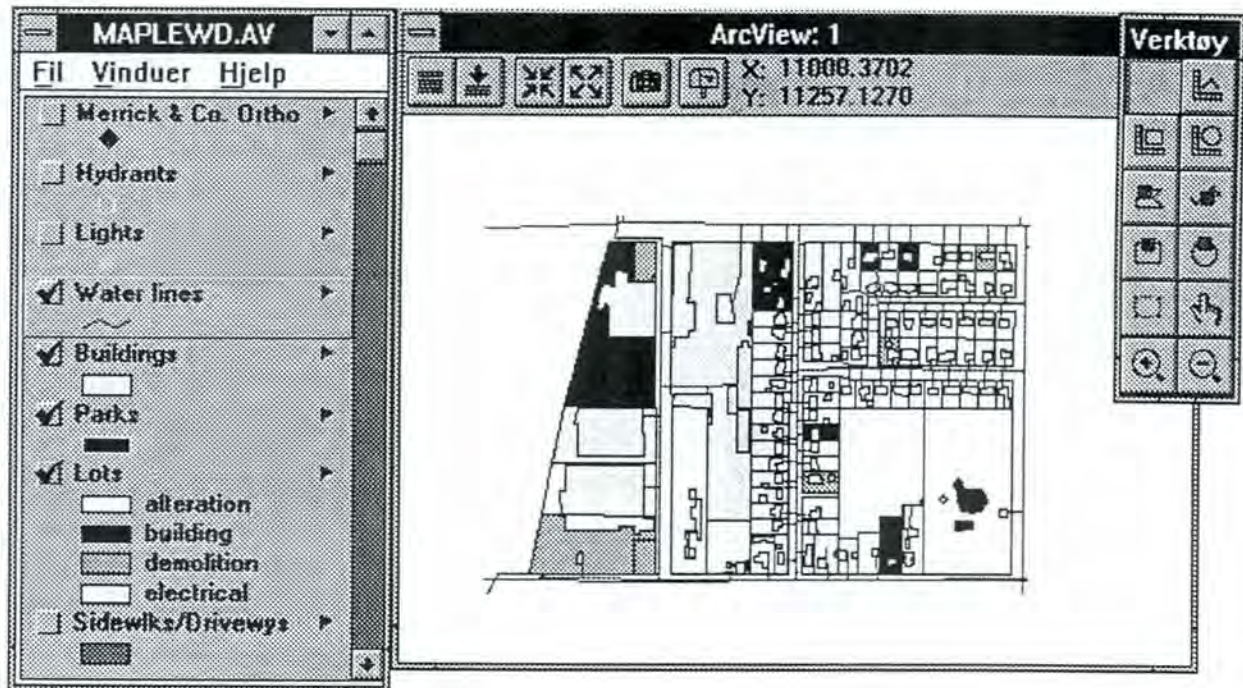 MAPLEWD.AV
Fil Vinduer Hjelp
Merrick & Co. Ortho
Hydrants
Lights
Water lines
Buildings
Parks
Lots
alteration
building
demolition
electrical
Sidewlks/Drivewys
ArcView: 1
X: 11008.3702
Y: 11257.1270
Verktøy